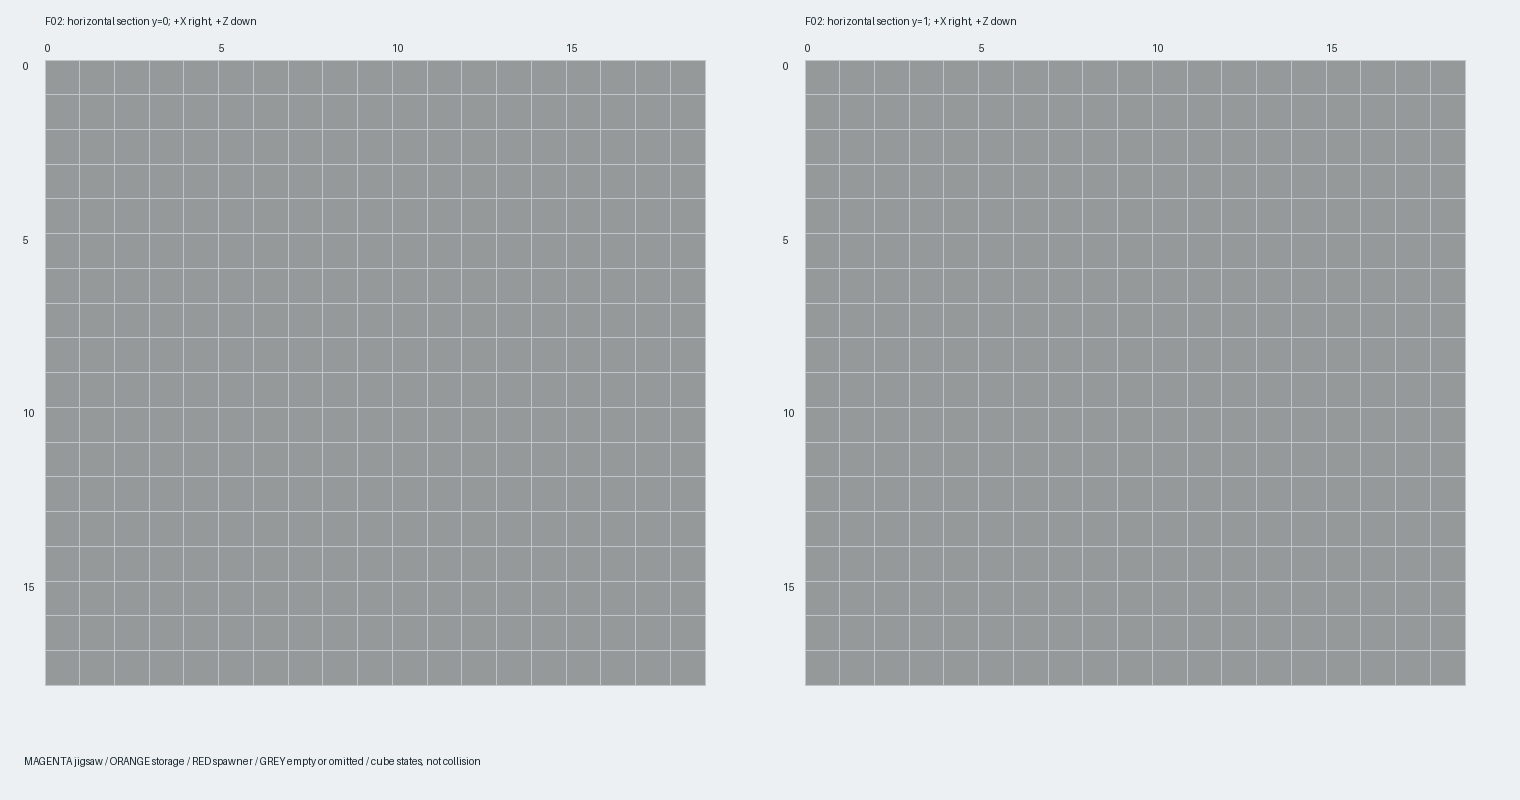 F02: horizontal section y=0; +X right, +Z down
F02: horizontal section y=1; +X right, +Z down
0 5 10 15
0 5 10 15
0 0
5 5
10 10
15 15
MAGENTA jigsaw / ORANGE storage / RED spawner / GREY empty or omitted / cube states, not collision